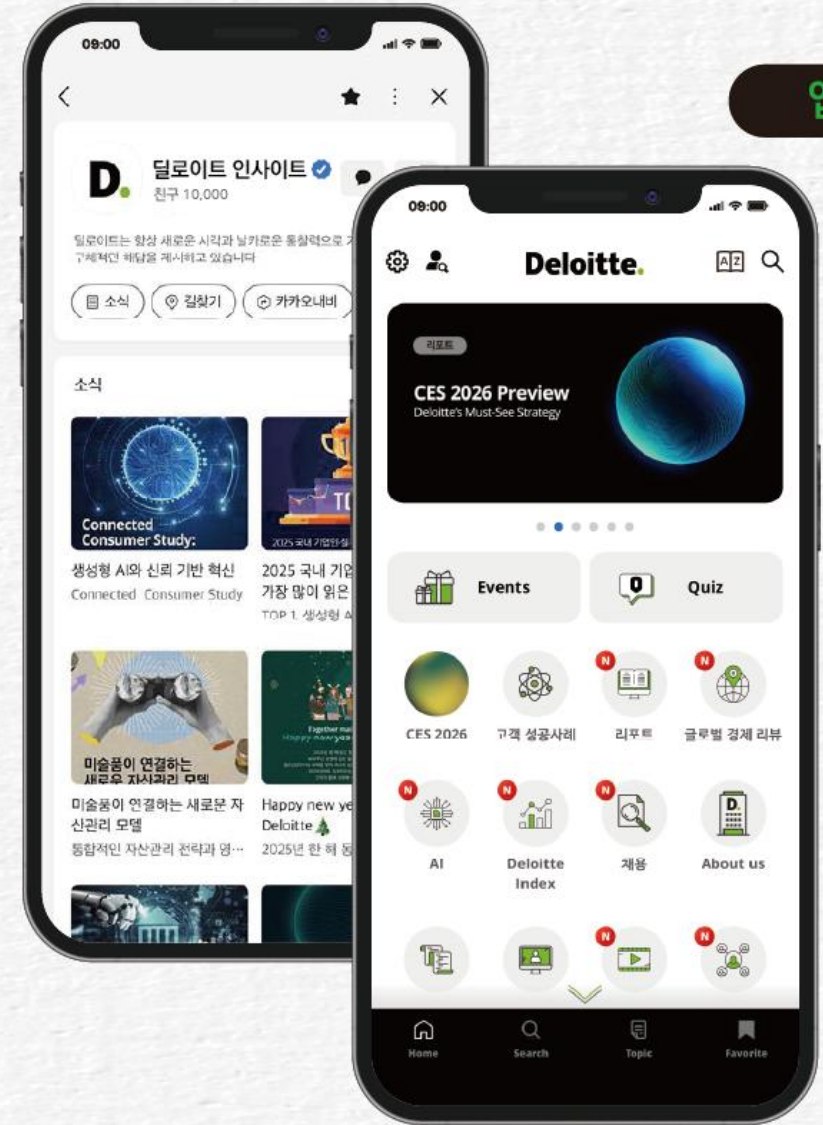 09:00
D.
딜로이트 인사이트
친구 10,000
딜로이트는 항상 새로운 시각과 날카로운 통찰력으로
구체적인 해답을 제시하고 있습니다
소식
길찾기
카카오내비
소식
Connected
Consumer Study:
생성형 AI와 신뢰 기반 혁신
Connected Consumer Study
2025 국내 기업인
2025 국내 기업
가장 많이 읽은
TOP 1. 생성형
미술품이 연결하는
새로운 자산관리 모델
미술품이 연결하는 새로운 자
산관리 모델
통합적인 자산관리 전략과 영…
Happy new
Deloitte
2025년 한 해
09:00
Deloitte.
AZ
리포트
CES 2026 Preview
Deloitte's Must-See Strategy
Events
Quiz
CES 2026
고객 성공사례
N
리포트
N
글로벌 경제 리뷰
N
AI
N
Deloitte
Index
N
채용
D.
About us
N
N
Home
Search
Topic
Favorite